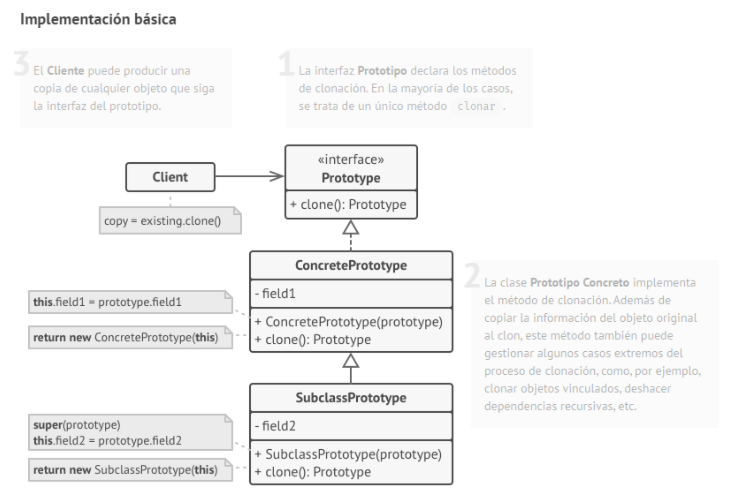 Implementación básica
3
El Cliente puede producir una
copia de cualquier objeto que siga
la interfaz del prototipo.
1
La interfaz Prototipo declara los métodos
de clonación. En la mayoría de los casos,
se trata de un único método clonar .
Client
copy = existing.clone()
«interface»
Prototype
+ clone(): Prototype
ConcretePrototype
- field1
+ ConcretePrototype(prototype)
+ clone(): Prototype
this.field1 = prototype.field1
return new ConcretePrototype(this)
2
La clase Prototipo Concreto implementa
el método de clonación. Además de
copiar la información del objeto original
al clon, este método también puede
gestionar algunos casos extremos del
proceso de clonación, como, por ejemplo,
clonar objetos vinculados, deshacer
dependencias recursivas, etc.
SubclassPrototype
- field2
+ SubclassPrototype(prototype)
+ clone(): Prototype
super(prototype)
this.field2 = prototype.field2
return new SubclassPrototype(this)